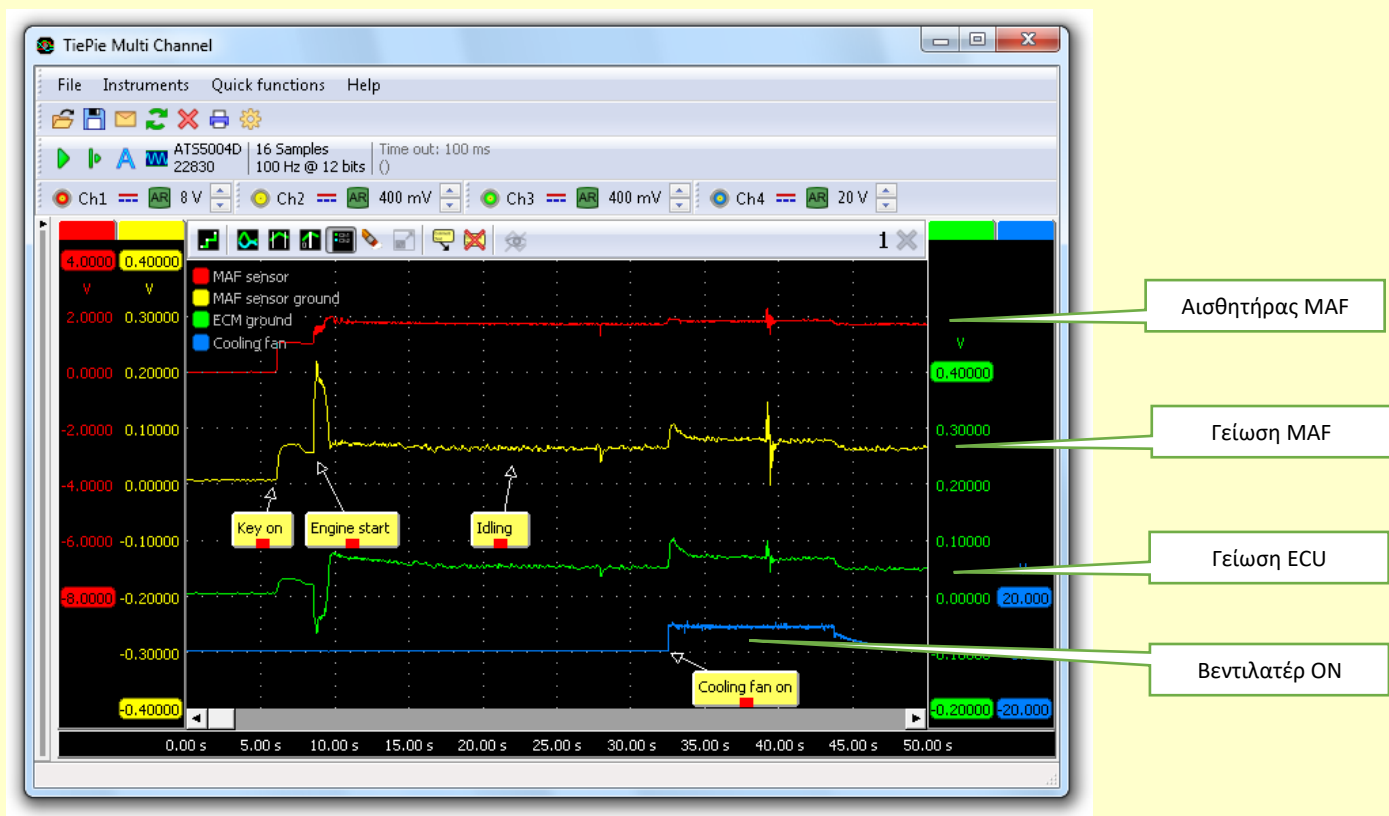 TiePie Multi Channel
File Instruments Quick functions Help
ATS5004D 16 Samples Time out: 100 ms
22830 100 Hz @ 12 bits ()
Ch1 AR 8 V Ch2 AR 400 mV Ch3 AR 400 mV Ch4 AR 20 V
1
4.0000 0.40000
MAF sensor
V V
MAF sensor ground
2.0000 0.30000
ECM ground
Αισθητήρας MAF
Cooling fan
V
0.0000 0.20000
0.40000
-2.0000 0.10000
0.30000
Γείωση MAF
-4.0000 0.00000
0.20000
Key on
Engine start
Idling
-6.0000 -0.10000
0.10000
Γείωση ECU
-8.0000 -0.20000
0.00000 20.000
-0.30000
-0.10000
Cooling fan on
Βεντιλατέρ ON
-0.40000
-0.20000 -20.000
0.00 s 5.00 s 10.00 s 15.00 s 20.00 s 25.00 s 30.00 s 35.00 s 40.00 s 45.00 s 50.00 s